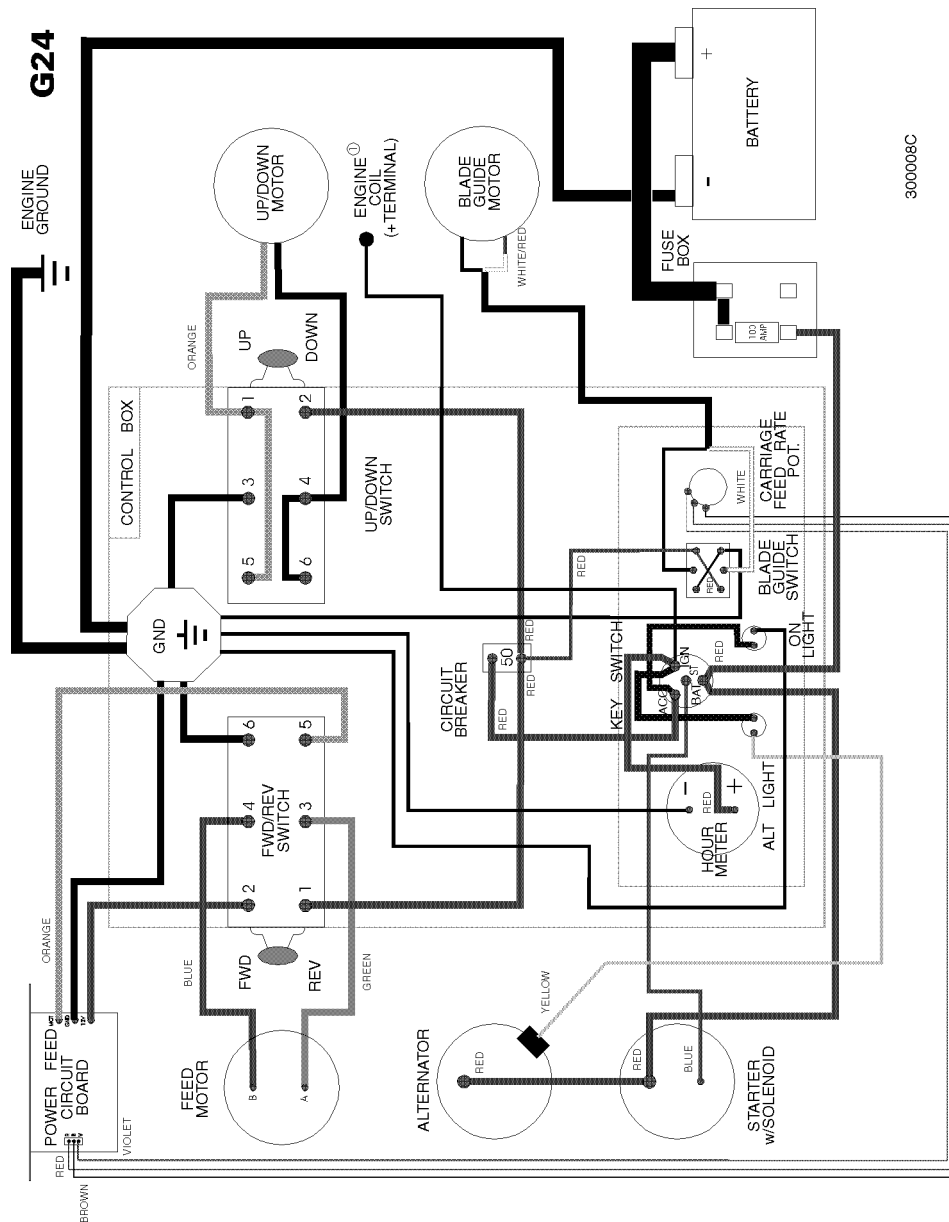 G24
ENGINE
GROUND
UP/DOWN
MOTOR
ENGINE①
COIL
(+TERMINAL)
BLADE
GUIDE
MOTOR
WHITE/RED
+
-
BATTERY
FUSE
BOX
100
AMP
300008C
ORANGE
UP
DOWN
CONTROL BOX
1
2
3
4
5
6
UP/DOWN
SWITCH
GND
CARRIAGE
FEED RATE
POT.
WHITE
BLADE
GUIDE
SWITCH
RED
RED
ON
LIGHT
RED
KEY SWITCH
IGN
ST
ACC
BAT
CIRCUIT
BREAKER
50
RED
RED
RED
6
5
4
3
2
1
FWD/REV
SWITCH
-
+
RED
HOUR
METER
ALT LIGHT
ORANGE
BLUE
FWD
REV
GREEN
POWER FEED
CIRCUIT
BOARD
MOT
GND
12V
RED
BROWN
VIOLET
FEED
MOTOR
B
A
ALTERNATOR
RED
YELLOW
RED
BLUE
STARTER
w/SOLENOID